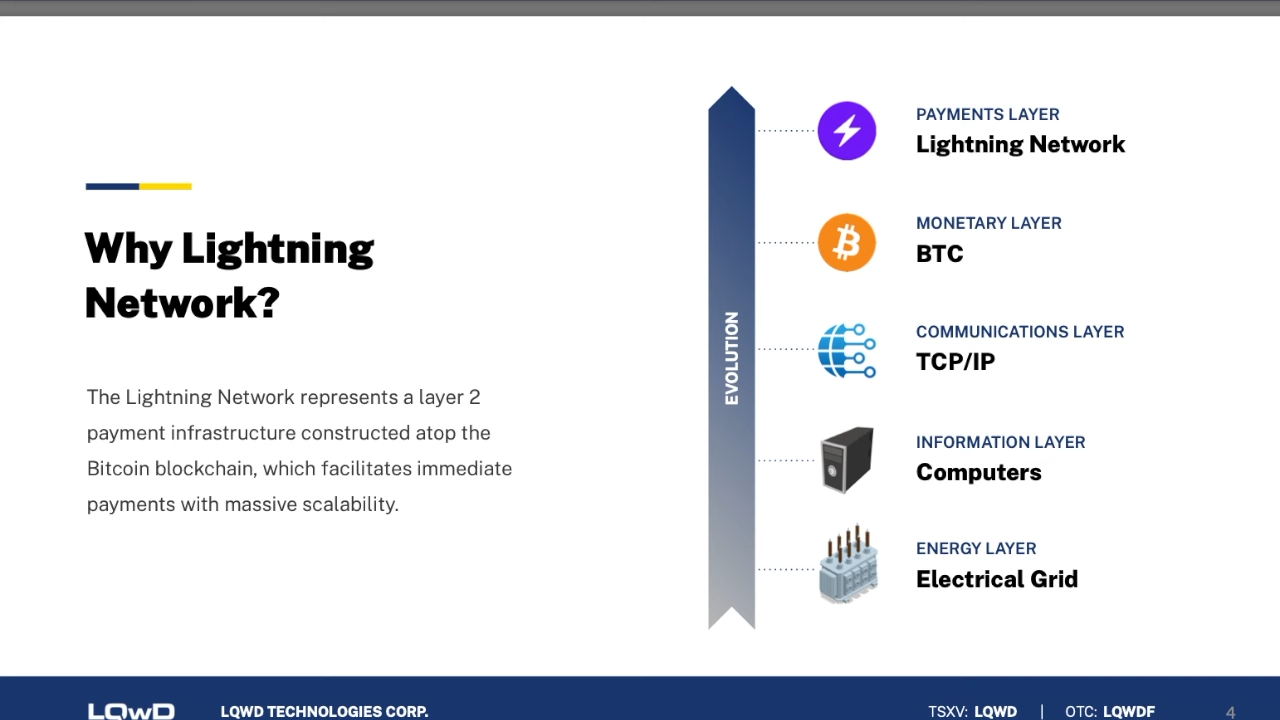 Why Lightning
Network?
The Lightning Network represents a layer 2
payment infrastructure constructed atop the
Bitcoin blockchain, which facilitates immediate
payments with massive scalability.
EVOLUTION
PAYMENTS LAYER
Lightning Network
MONETARY LAYER
BTC
COMMUNICATIONS LAYER
TCP/IP
INFORMATION LAYER
Computers
ENERGY LAYER
Electrical Grid
LQwD LQWD TECHNOLOGIES CORP. TSXV: LQWD | OTC: LQWDF 4